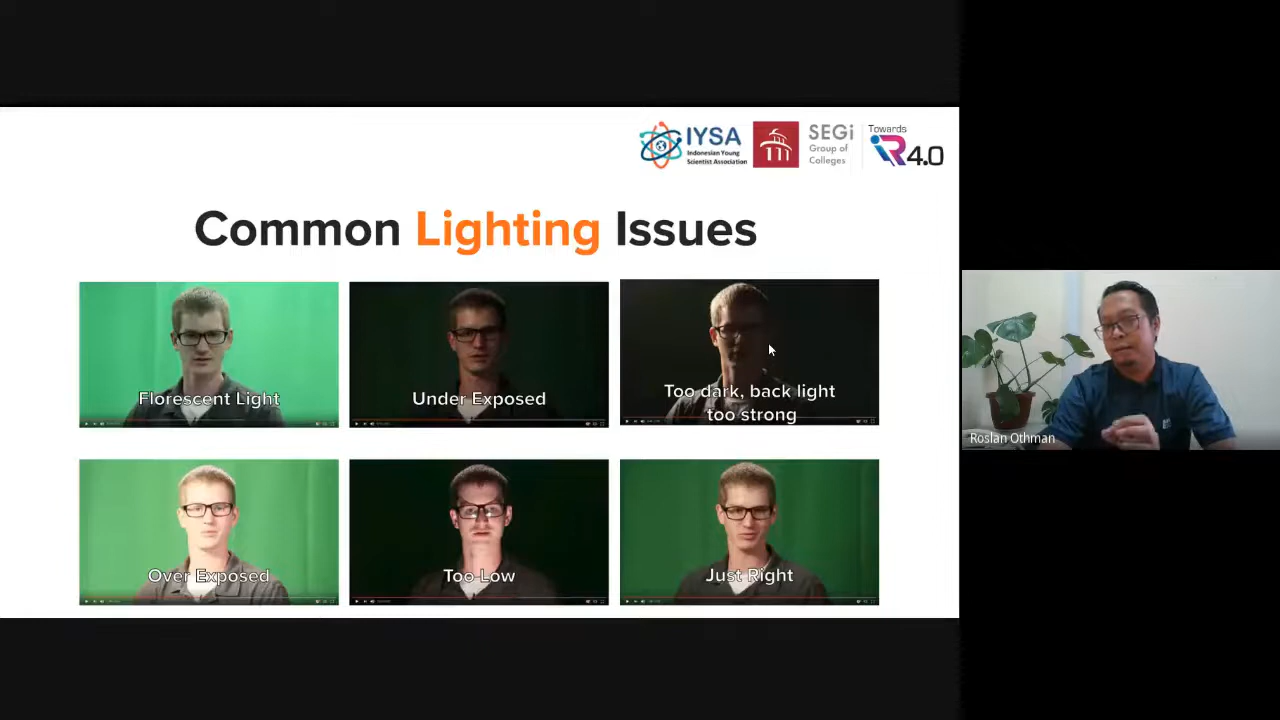 IYSA
Indonesian Young
Scientist Association
SEGi
Group of
Colleges
Towards
iR4.0
Common Lighting Issues
Florescent Light
Under Exposed
Too dark, back light
too strong
Over Exposed
Too Low
Just Right
Roslan Othman